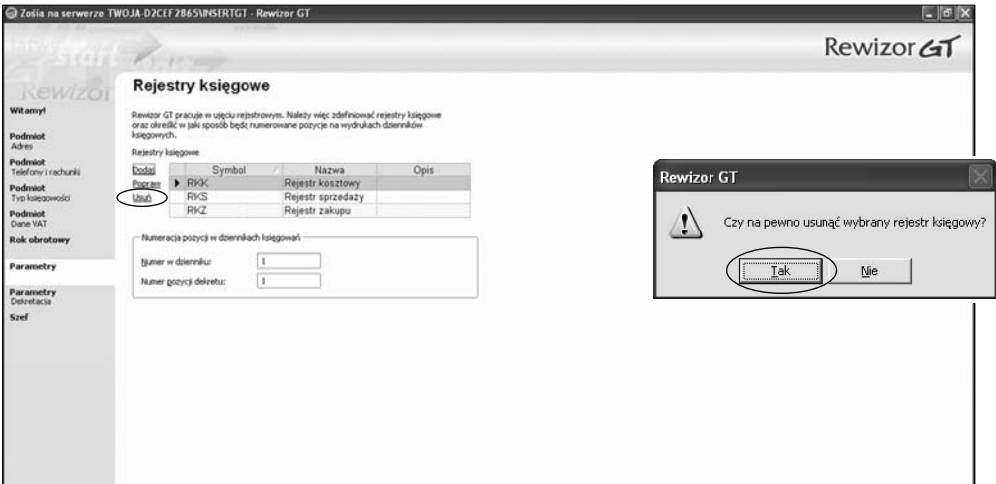 Zośia na serwerze TWOJA-D2CEF2865\INSERTGT - Rewizor GT
start
Rewizor GT
Rewizor
Rejestry księgowe
Witamy!
Podmiot
Adres
Podmiot
Telefony i rachunki
Podmiot
Typ księgowości
Podmiot
Dane VAT
Rok obrotowy
Parametry
Parametry
Dekretacja
Szef
Rewizor GT pracuje w ujęciu rejestrowym. Należy więc zdefiniować rejestry księgowe
oraz określić w jaki sposób będę numerowane pozycje na wydrukach dzienników
księgowych.
Rejestry księgowe
Dodaj
Popraw
Usuń
Symbol Nazwa Opis
RKK Rejestr kosztowy
RKS Rejestr sprzedaży
RKZ Rejestr zakupu
Numeracja pozycji w dziennikach księgowań
Numer w dzienniku: 1
Numer pozycji dekretu: 1
Rewizor GT
Czy na pewno usunąć wybrany rejestr księgowy?
Tak Nie